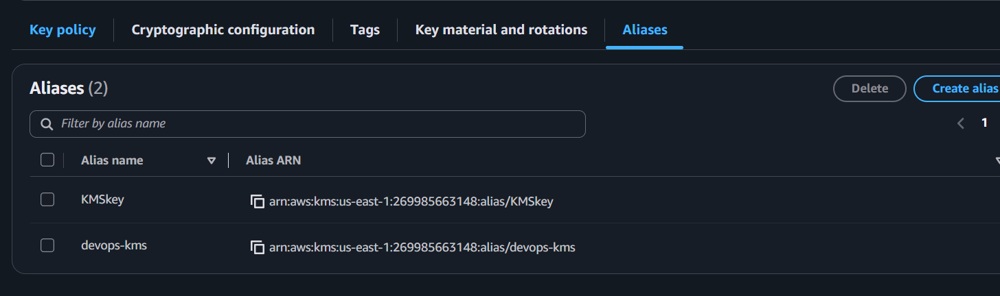 Key policy
Cryptographic configuration
Tags
Key material and rotations
Aliases
Aliases (2)
Delete
Create alias
Filter by alias name
1
Alias name
Alias ARN
KMSkey
arn:aws:kms:us-east-1:269985663148:alias/KMSkey
devops-kms
arn:aws:kms:us-east-1:269985663148:alias/devops-kms